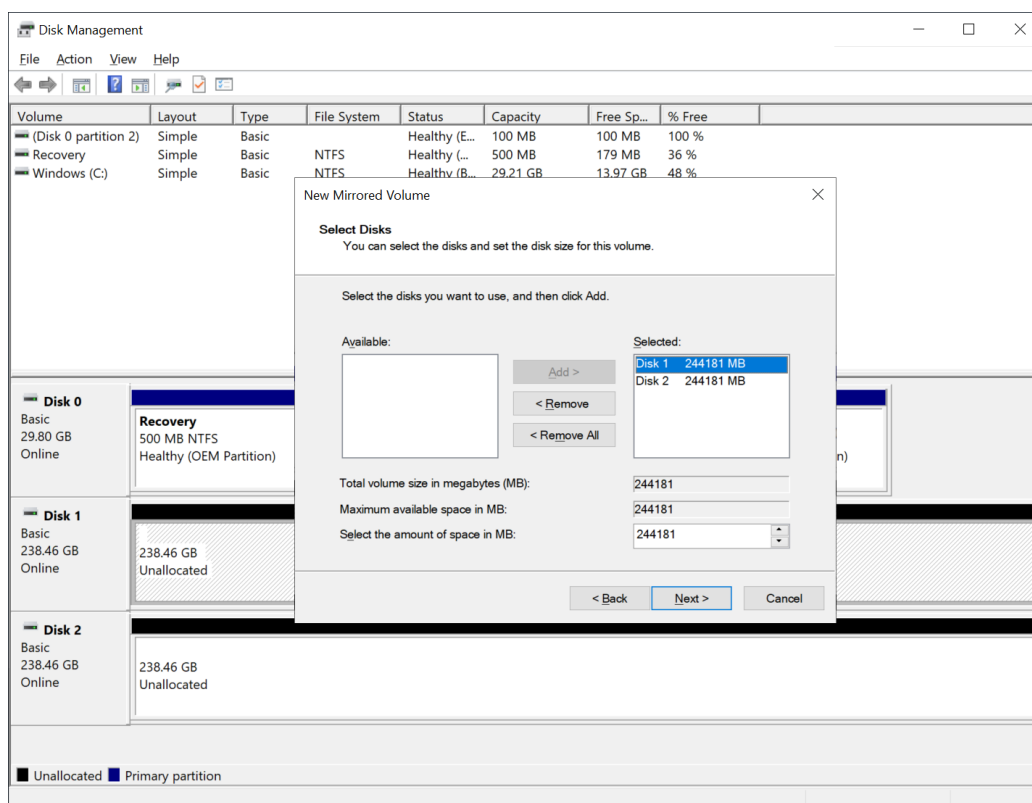 Disk Management
File Action View Help
Volume Layout Type File System Status Capacity Free Sp... % Free
(Disk 0 partition 2) Simple Basic Healthy (E... 100 MB 100 MB 100 %
Recovery Simple Basic NTFS Healthy (... 500 MB 179 MB 36 %
Windows (C:) Simple Basic NTFS Healthy (B... 29.21 GB 13.97 GB 48 %
New Mirrored Volume
Select Disks
You can select the disks and set the disk size for this volume.
Select the disks you want to use, and then click Add.
Available:
Selected:
Add >
< Remove
< Remove All
Disk 1 244181 MB
Disk 2 244181 MB
Total volume size in megabytes (MB): 244181
Maximum available space in MB: 244181
Select the amount of space in MB: 244181
< Back Next > Cancel
Disk 0
Basic
29.80 GB
Online
Recovery
500 MB NTFS
Healthy (OEM Partition)
n)
Disk 1
Basic
238.46 GB
Online
238.46 GB
Unallocated
Disk 2
Basic
238.46 GB
Online
238.46 GB
Unallocated
Unallocated Primary partition